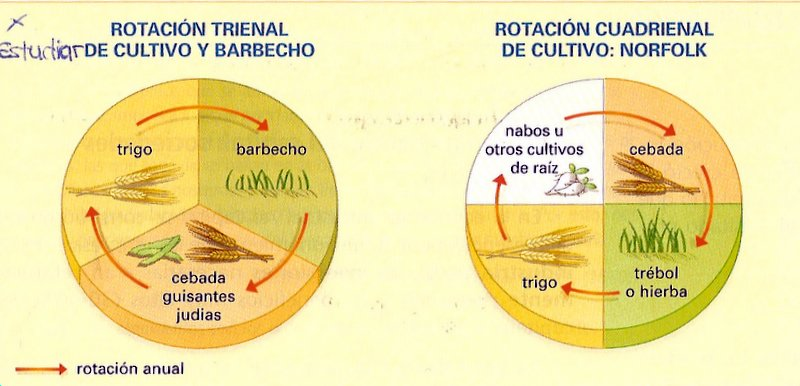 x
Estudiar
ROTACIÓN TRIENAL
DE CULTIVO Y BARBECHO
trigo
barbecho
cebada
guisantes
judias
ROTACIÓN CUADRIENAL
DE CULTIVO: NORFOLK
nabos u
otros cultivos
de raíz
cebada
trébol
o hierba
trigo
rotación anual